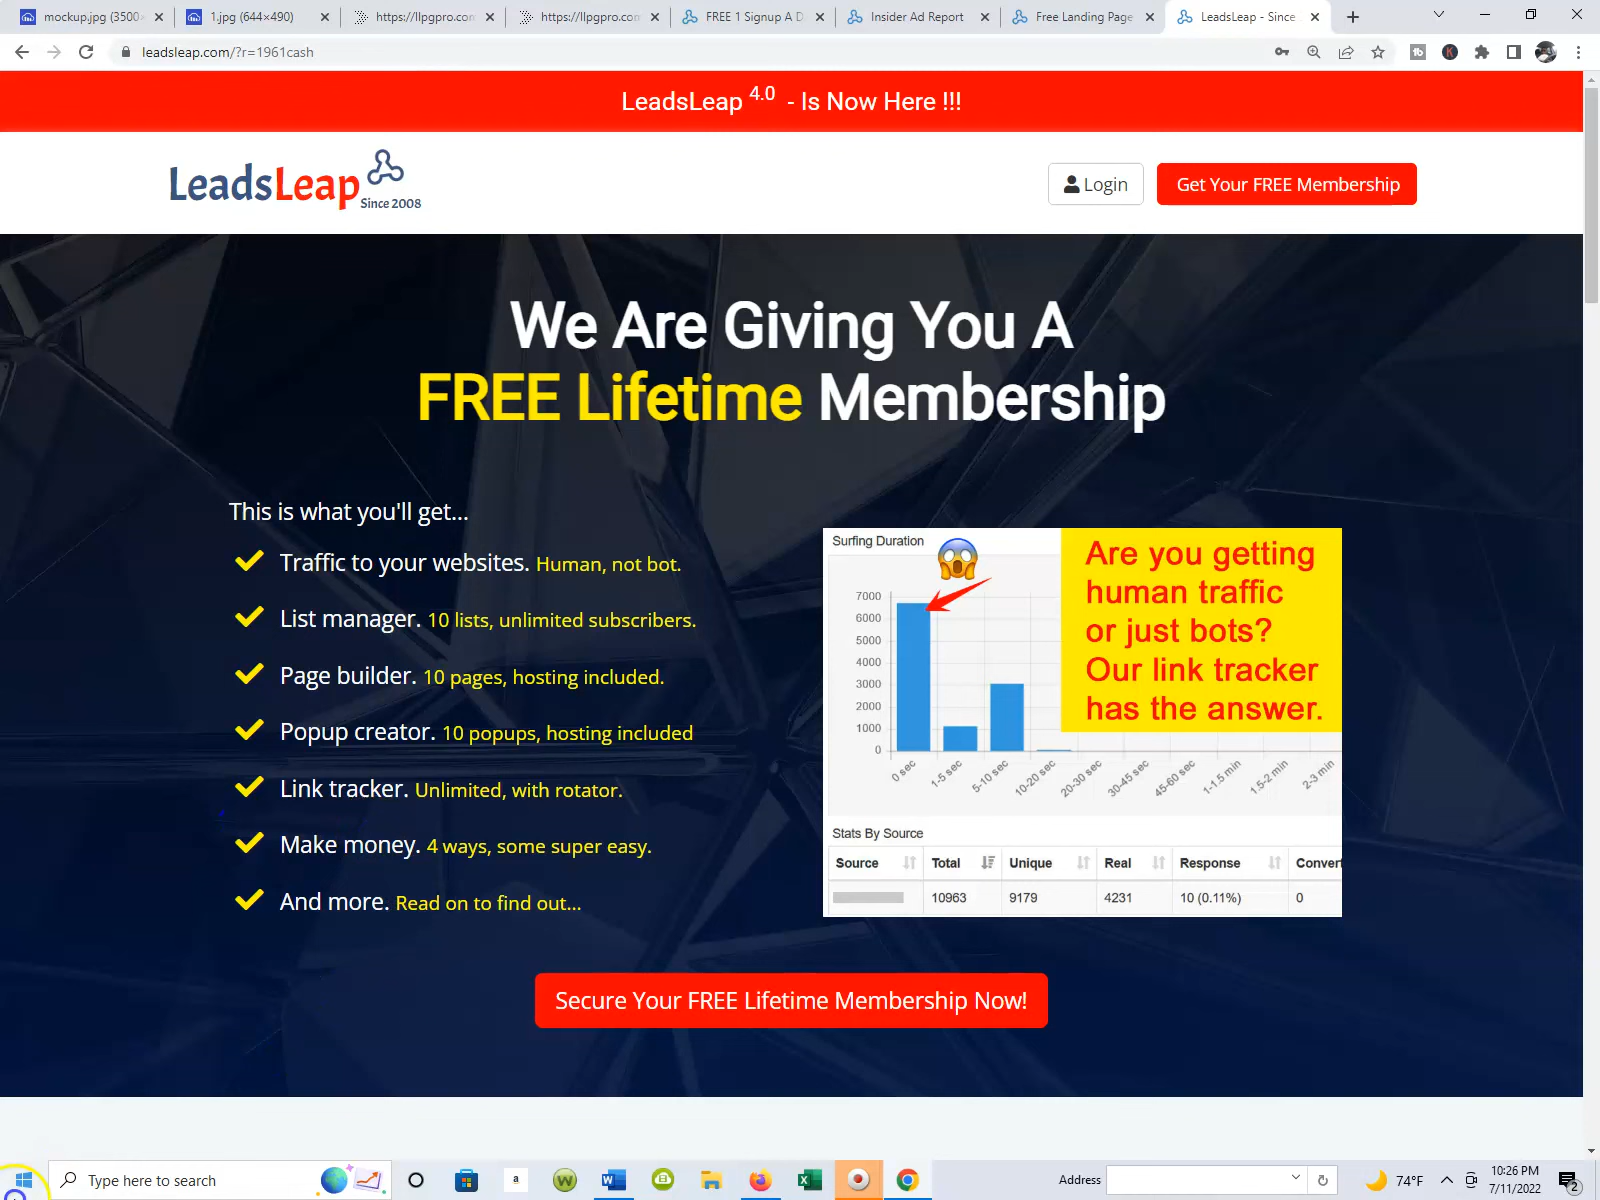 mockup.jpg (3500×
1.jpg (644×490)
https://llpgpro.con
https://llpgpro.con
FREE 1 Signup A D
Insider Ad Report
Free Landing Page
LeadsLeap - Since
leadsleap.com/?r=1961cash
LeadsLeap 4.0 - Is Now Here !!!
LeadsLeap
Since 2008
Login
Get Your FREE Membership
We Are Giving You A
FREE Lifetime Membership
This is what you'll get...
Traffic to your websites. Human, not bot.
List manager. 10 lists, unlimited subscribers.
Page builder. 10 pages, hosting included.
Popup creator. 10 popups, hosting included
Link tracker. Unlimited, with rotator.
Make money. 4 ways, some super easy.
And more. Read on to find out...
Surfing Duration
7000
6000
5000
4000
3000
2000
1000
0
0 sec
1-5 sec
5-10 sec
10-20 sec
20-30 sec
30-45 sec
45-60 sec
1-1.5 min
1.5-2 min
2-3 min
Are you getting
human traffic
or just bots?
Our link tracker
has the answer.
Stats By Source
Source Total Unique Real Response Convert
10963 9179 4231 10 (0.11%) 0
Secure Your FREE Lifetime Membership Now!
Type here to search
Address
74°F
10:26 PM
7/11/2022
2